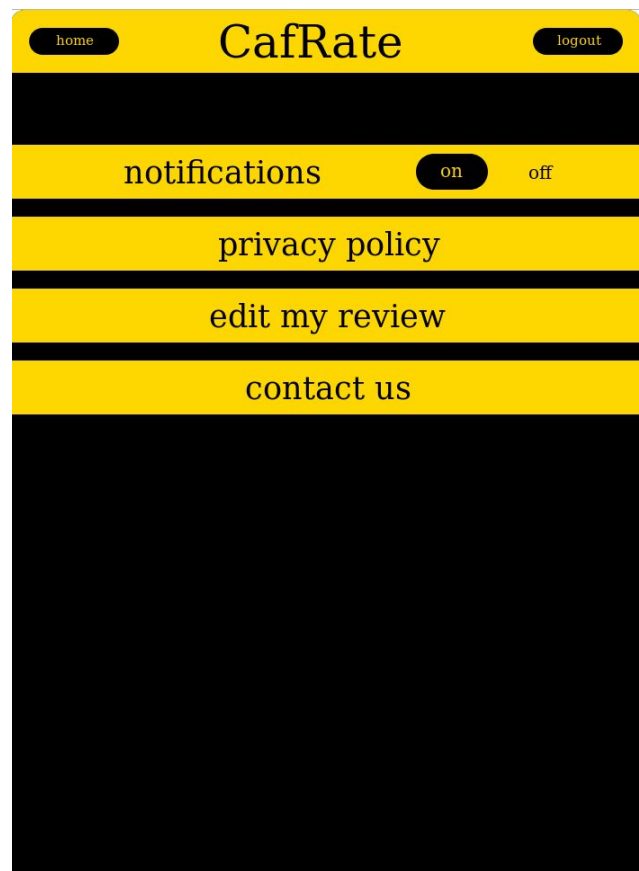 home CafRate logout
notifications on off
privacy policy
edit my review
contact us